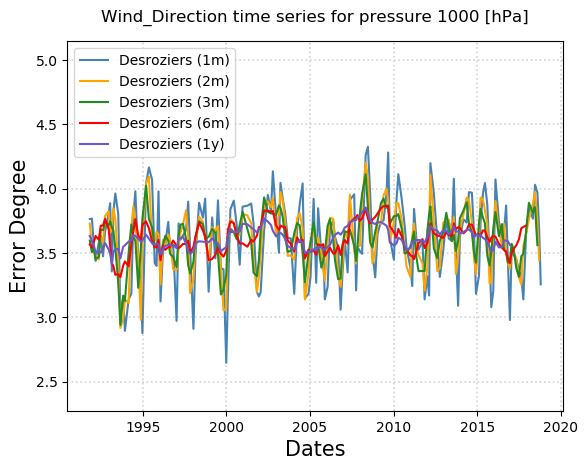 Wind_Direction time series for pressure 1000 [hPa]
Desroziers (1m)
Desroziers (2m)
Desroziers (3m)
Desroziers (6m)
Desroziers (1y)
Error Degree
5.0
4.5
4.0
3.5
3.0
2.5
1995
2000
2005
2010
2015
2020
Dates